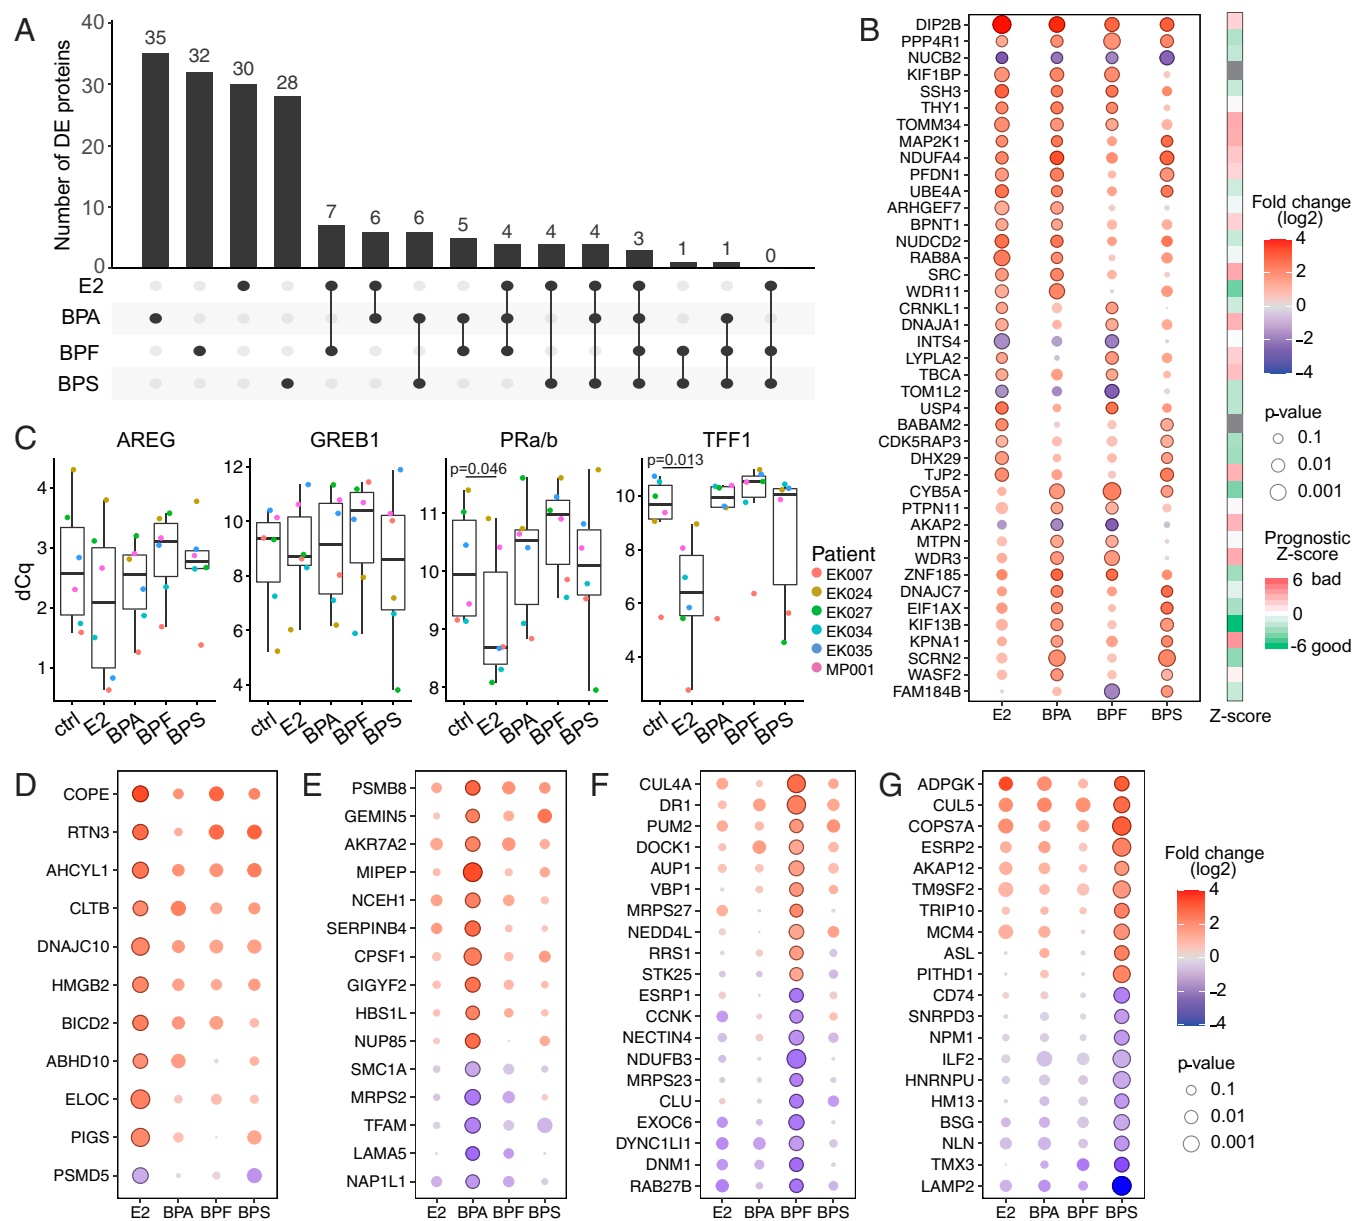 A
Number of DE proteins
40
30
20
10
0
35
32
30
28
7
6
6
5
4
4
4
3
1
1
0
E2
BPA
BPF
BPS
B
DIP2B
PPP4R1
NUCB2
KIF1BP
SSH3
THY1
TOMM34
MAP2K1
NDUFA4
PFDN1
UBE4A
ARHGEF7
BPNT1
NUDCD2
RAB8A
SRC
WDR11
CRNKL1
DNAJA1
INTS4
LYPLA2
TBCA
TOM1L2
USP4
BABAM2
CDK5RAP3
DHX29
TJP2
CYB5A
PTPN11
AKAP2
MTPN
WDR3
ZNF185
DNAJC7
EIF1AX
KIF13B
KPNA1
SCRN2
WASF2
FAM184B
E2 BPA BPF BPS Z-score
Fold change
(log2)
4
2
0
−2
−4
p-value
0.1
0.01
0.001
Prognostic
Z-score
6 bad
0
-6 good
C
dCq
AREG
4
3
2
1
ctrl E2 BPA BPF BPS
GREB1
12
10
8
6
4
ctrl E2 BPA BPF BPS
PRa/b
p=0.046
11
10
9
8
ctrl E2 BPA BPF BPS
TFF1
p=0.013
10
8
6
4
ctrl E2 BPA BPF BPS
Patient
EK007
EK024
EK027
EK034
EK035
MP001
D
COPE
RTN3
AHCYL1
CLTB
DNAJC10
HMGB2
BICD2
ABHD10
ELOC
PIGS
PSMD5
E2 BPA BPF BPS
E
PSMB8
GEMIN5
AKR7A2
MIPEP
NCEH1
SERPINB4
CPSF1
GIGYF2
HBS1L
NUP85
SMC1A
MRPS2
TFAM
LAMA5
NAP1L1
E2 BPA BPF BPS
F
CUL4A
DR1
PUM2
DOCK1
AUP1
VBP1
MRPS27
NEDD4L
RRS1
STK25
ESRP1
CCNK
NECTIN4
NDUFB3
MRPS23
CLU
EXOC6
DYNC1LI1
DNM1
RAB27B
E2 BPA BPF BPS
G
ADPGK
CUL5
COPS7A
ESRP2
AKAP12
TM9SF2
TRIP10
MCM4
ASL
PITHD1
CD74
SNRPD3
NPM1
ILF2
HNRNPU
HM13
BSG
NLN
TMX3
LAMP2
E2 BPA BPF BPS
Fold change
(log2)
4
2
0
−2
−4
p-value
0.1
0.01
0.001